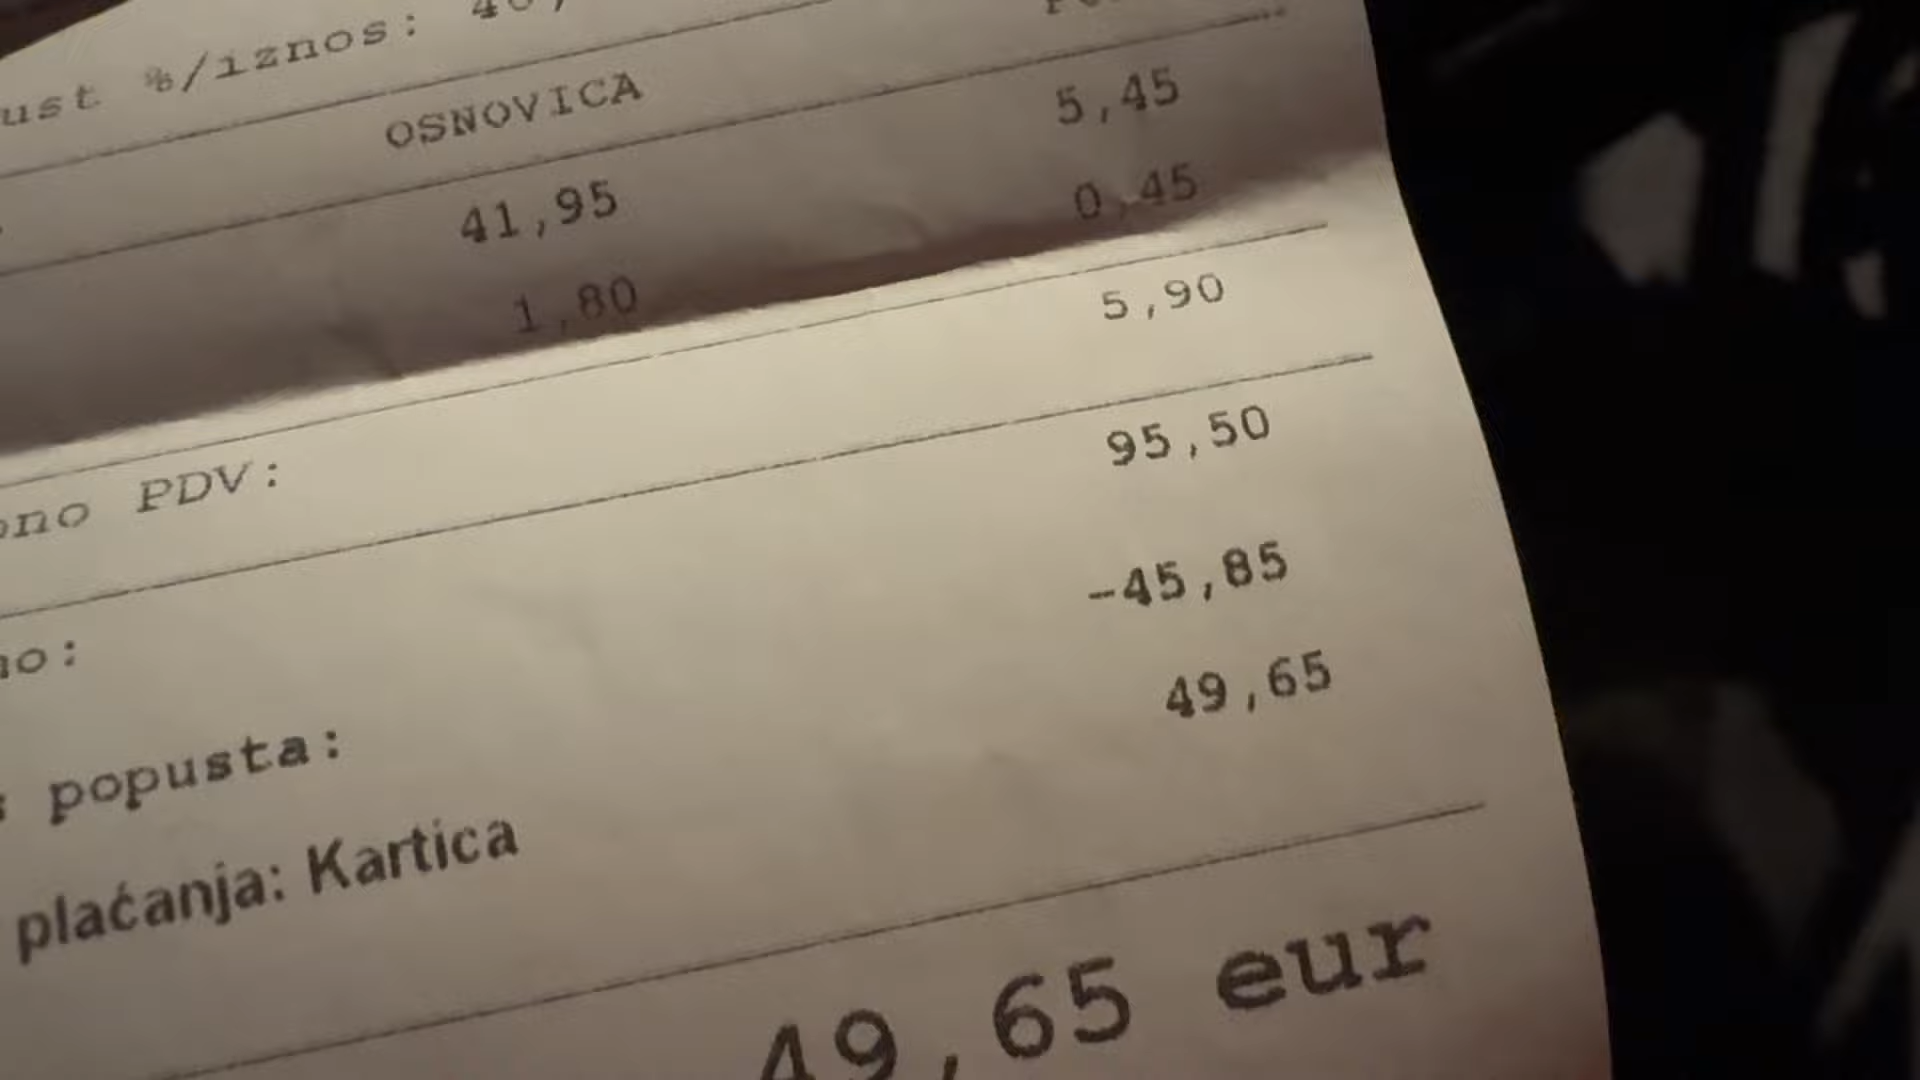 %/iznos:
OSNOVICA
41,95 5,45
1,80 0,45
PDV: 5,90
95,50
-45,85
popusta: 49,65
plaćanja: Kartica
49,65 eur